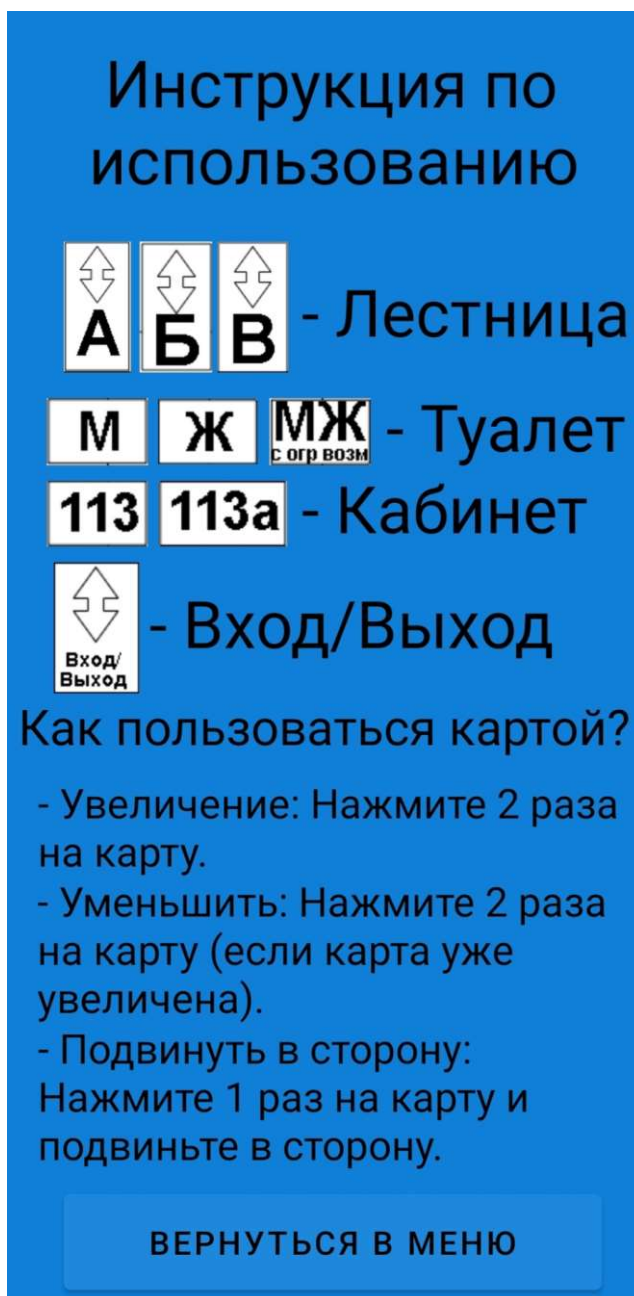 Инструкция по
использованию
А Б В - Лестница
М Ж МЖ с огр возм - Туалет
113 113а - Кабинет
Вход/
Выход
- Вход/Выход
Как пользоваться картой?
- Увеличение: Нажмите 2 раза
на карту.
- Уменьшить: Нажмите 2 раза
на карту (если карта уже
увеличена).
- Подвинуть в сторону:
Нажмите 1 раз на карту и
подвиньте в сторону.
ВЕРНУТЬСЯ В МЕНЮ